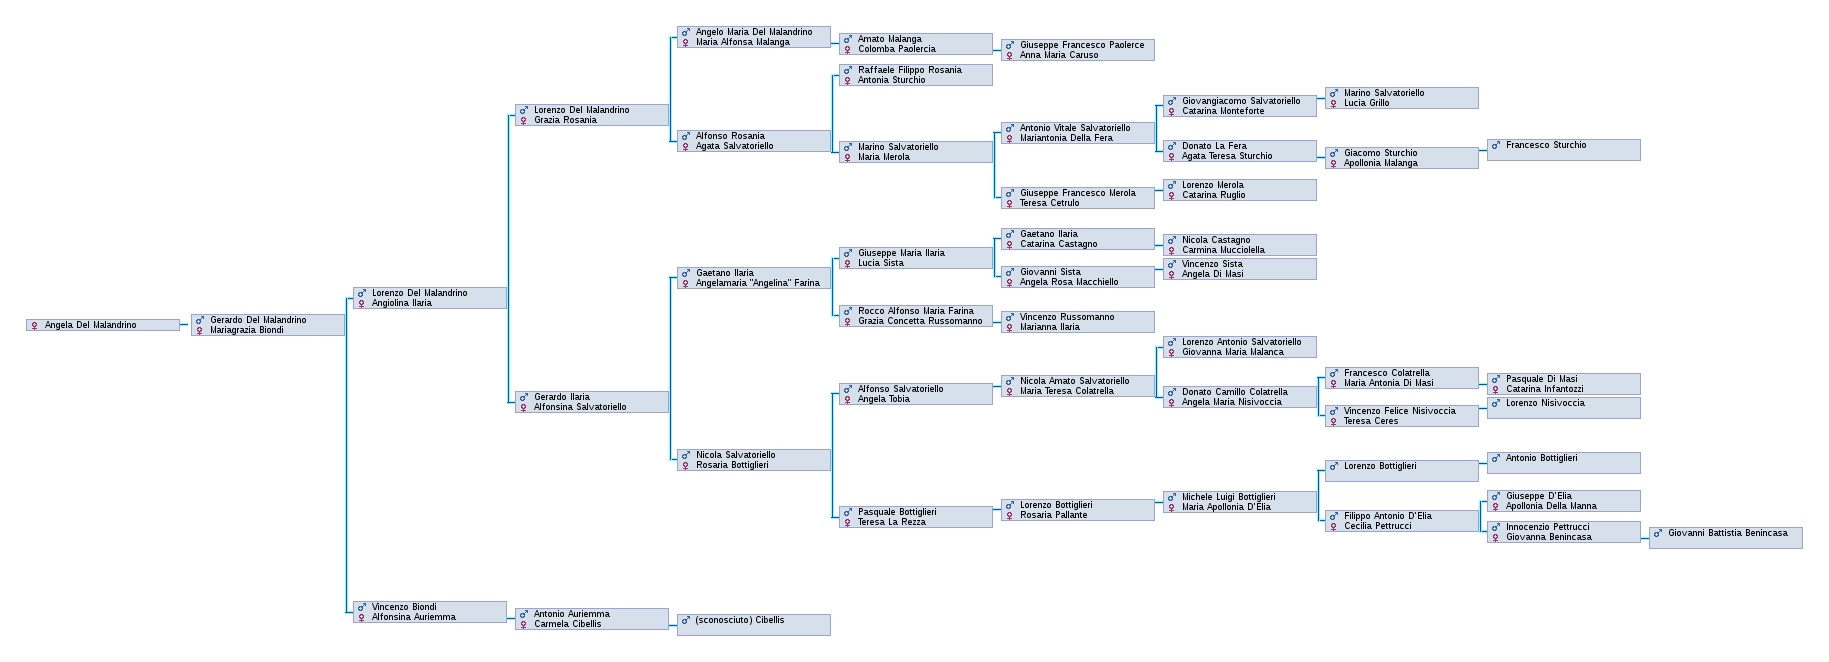 Angela Del Malandrino
Gerardo Del Malandrino
Mariagrazia Biondi
Lorenzo Del Malandrino
Angiolina Ilaria
Vincenzo Biondi
Alfonsina Auriemma
Lorenzo Del Malandrino
Grazia Rosania
Gerardo Ilaria
Alfonsina Salvatoriello
Antonio Auriemma
Carmela Cibellis
Angelo Maria Del Malandrino
Maria Alfonsa Malanga
Alfonso Rosania
Agata Salvatoriello
Gaetano Ilaria
Angelamaria "Angelina" Farina
Nicola Salvatoriello
Rosaria Bottiglieri
(sconosciuto) Cibellis
Amato Malanga
Colomba Paolercia
Raffaele Filippo Rosania
Antonia Sturchio
Marino Salvatoriello
Maria Merola
Giuseppe Maria Ilaria
Lucia Sista
Rocco Alfonso Maria Farina
Grazia Concetta Russomanno
Alfonso Salvatoriello
Angela Tobia
Pasquale Bottiglieri
Teresa La Rezza
Giuseppe Francesco Paolerce
Anna Maria Caruso
Antonio Vitale Salvatoriello
Mariantonia Della Fera
Giuseppe Francesco Merola
Teresa Cetrulo
Gaetano Ilaria
Catarina Castagno
Giovanni Sista
Angela Rosa Macchiello
Vincenzo Russomanno
Marianna Ilaria
Nicola Amato Salvatoriello
Maria Teresa Colatrella
Lorenzo Bottiglieri
Rosaria Pallante
Giovangiacomo Salvatoriello
Catarina Monteforte
Donato La Fera
Agata Teresa Sturchio
Lorenzo Merola
Catarina Ruglio
Nicola Castagno
Carmina Mucciolella
Vincenzo Sista
Angela Di Masi
Lorenzo Antonio Salvatoriello
Giovanna Maria Malanca
Donato Camillo Colatrella
Angela Maria Nisivoccia
Michele Luigi Bottiglieri
Maria Apollonia D'Elia
Marino Salvatoriello
Lucia Grillo
Giacomo Sturchio
Apollonia Malanga
Francesco Colatrella
Maria Antonia Di Masi
Vincenzo Felice Nisivoccia
Teresa Ceres
Lorenzo Bottiglieri
Filippo Antonio D'Elia
Cecilia Pettrucci
Francesco Sturchio
Pasquale Di Masi
Catarina Infantozzi
Lorenzo Nisivoccia
Antonio Bottiglieri
Giuseppe D'Elia
Apollonia Della Manna
Innocenzio Pettrucci
Giovanna Benincasa
Giovanni Battistia Benincasa